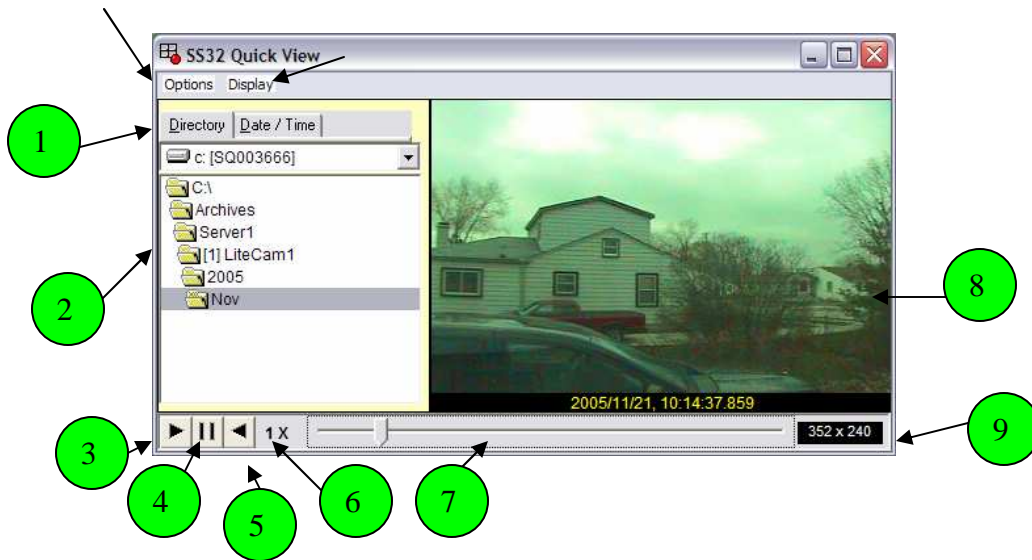 SS32 Quick View
Options Display
Directory Date / Time
c: [SQ003666]
C:\
Archives
Server1
[1] LiteCam1
2005
Nov
2005/11/21, 10:14:37.859
1 X
352 x 240
1
2
3
4
5
6
7
8
9